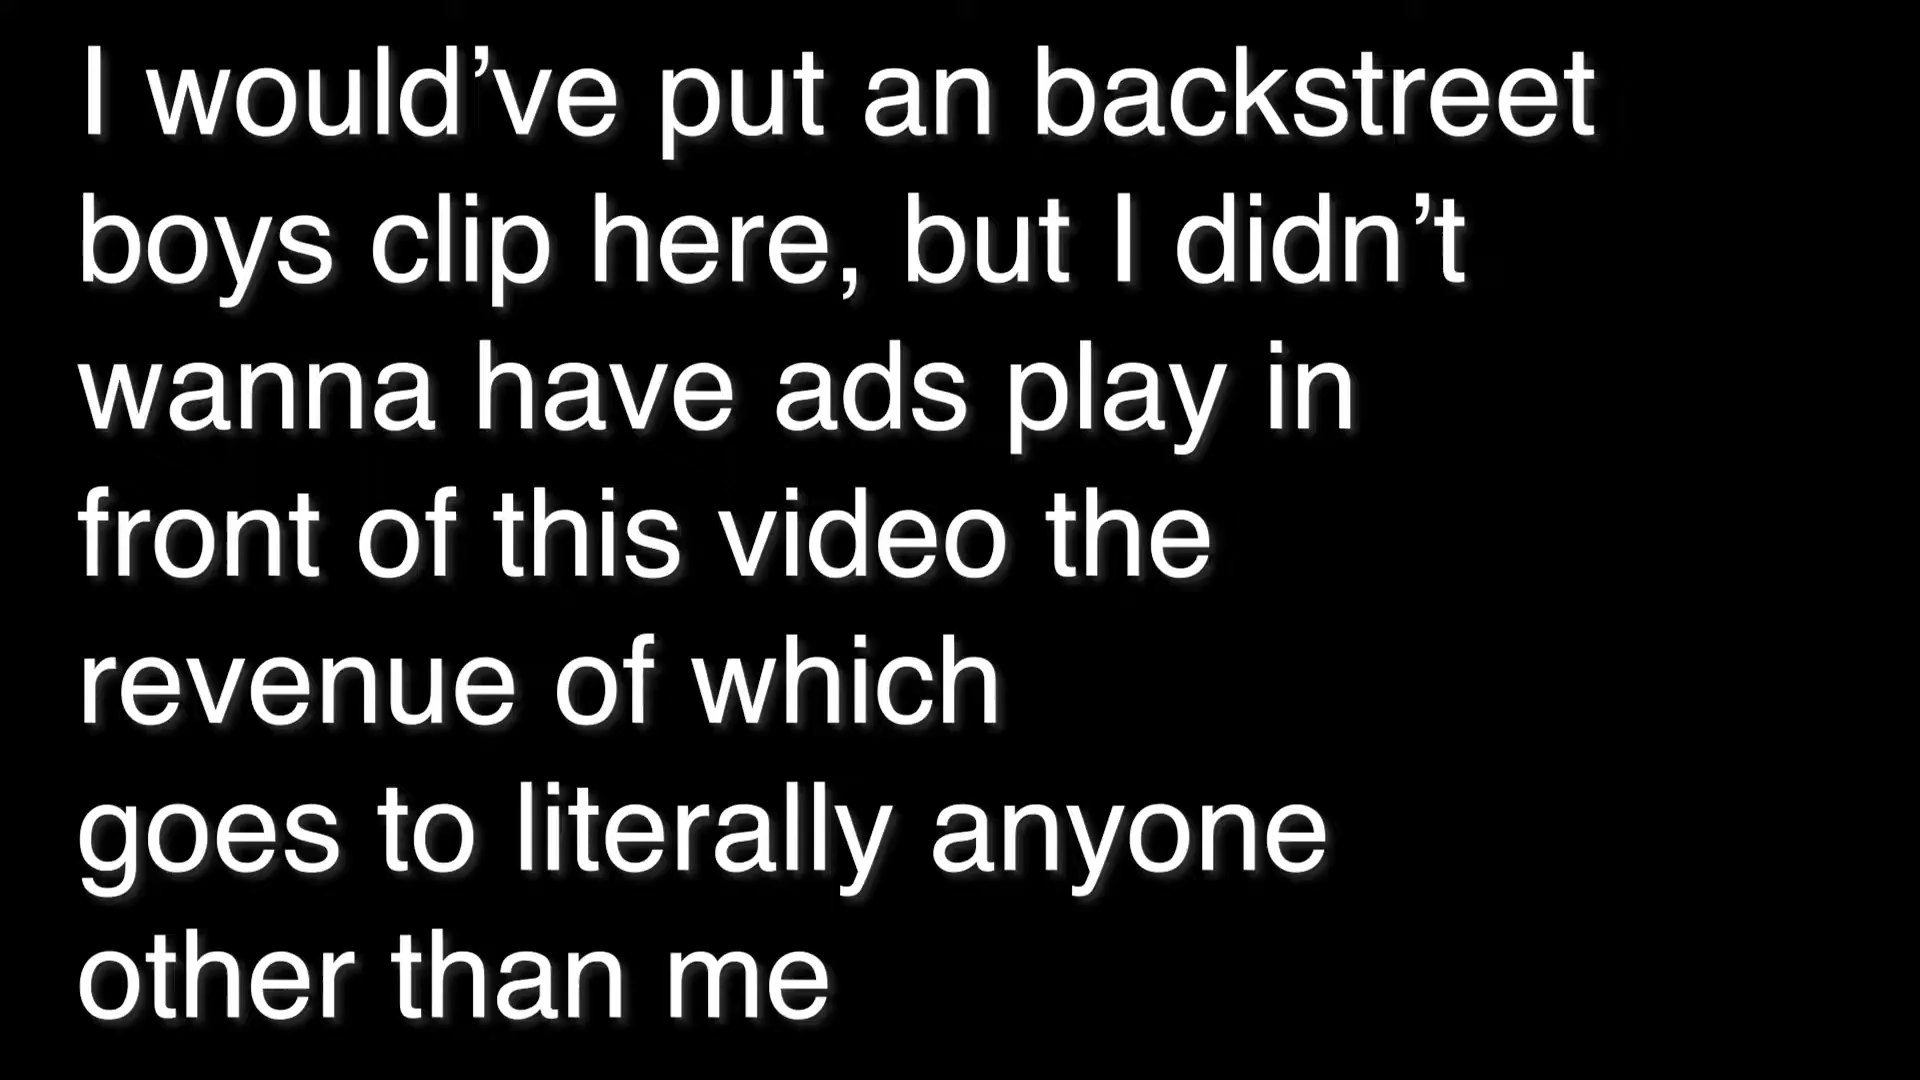 I would’ve put an backstreet
boys clip here, but I didn’t
wanna have ads play in
front of this video the
revenue of which
goes to literally anyone
other than me